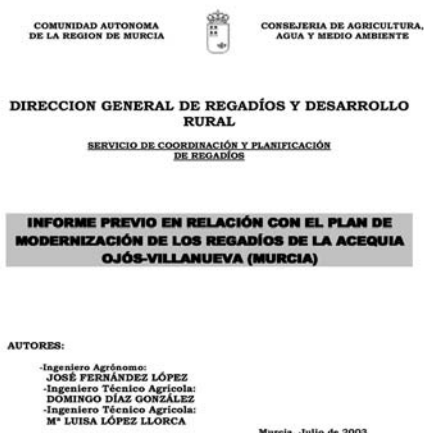 COMUNIDAD AUTONOMA
DE LA REGION DE MURCIA
CONSEJERIA DE AGRICULTURA,
AGUA Y MEDIO AMBIENTE
DIRECCION GENERAL DE REGADÍOS Y DESARROLLO
RURAL
SERVICIO DE COORDINACIÓN Y PLANIFICACIÓN
DE REGADÍOS
INFORME PREVIO EN RELACIÓN CON EL PLAN DE
MODERNIZACIÓN DE LOS REGADÍOS DE LA ACEQUIA
OJÓS-VILLANUEVA (MURCIA)
AUTORES:
-Ingeniero Agrónomo:
JOSÉ FERNÁNDEZ LÓPEZ
-Ingeniero Técnico Agrícola:
DOMINGO DÍAZ GONZÁLEZ
-Ingeniero Técnico Agrícola:
Mª LUISA LÓPEZ LLORCA
Murcia, Julio de 2003